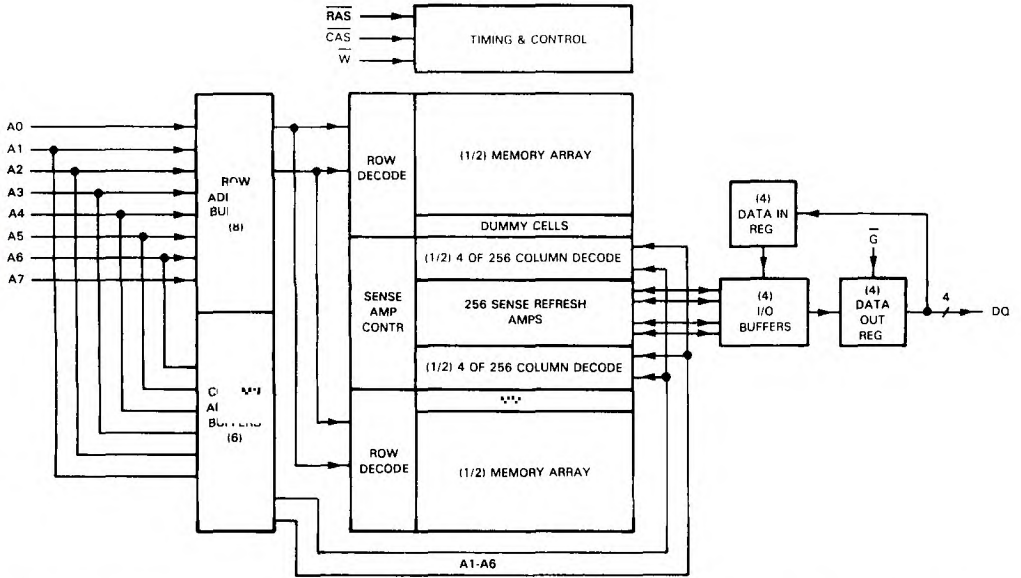 RAS
CAS
W
TIMING & CONTROL
A0
A1
A2
A3
A4
A5
A6
A7
ROW
(8)
(6)
ROW
DECODE
(1/2) MEMORY ARRAY
DUMMY CELLS
SENSE
AMP
CONTR
(1/2) 4 OF 256 COLUMN DECODE
256 SENSE REFRESH
AMPS
(1/2) 4 OF 256 COLUMN DECODE
ROW
DECODE
(1/2) MEMORY ARRAY
A1-A6
(4)
DATA IN
REG
G
(4)
I/O
BUFFERS
(4)
DATA
OUT
REG
4
DQ